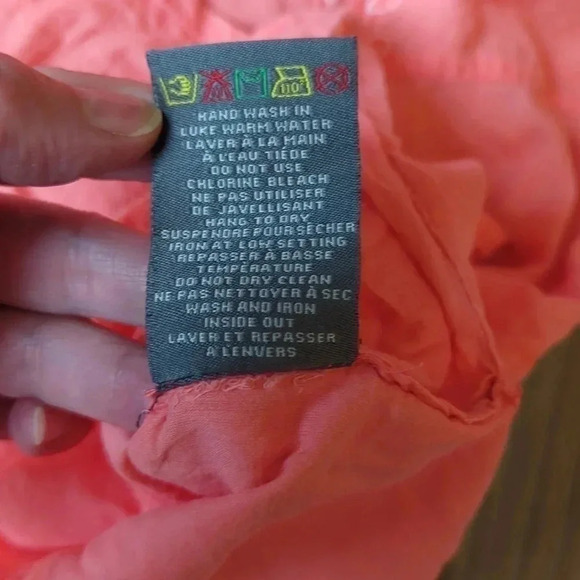 110°
HAND WASH IN
LUKE WARM WATER
LAVER À LA MAIN
À L'EAU TIÈDE
DO NOT USE
CHLORINE BLEACH
NE PAS UTILISER
DE JAVELLISANT
HANG TO DRY
SUSPENDRE POUR SÉCHER
IRON AT LOW SETTING
REPASSER À BASSE
TEMPÉRATURE
DO NOT DRY CLEAN
NE PAS NETTOYER À SEC
WASH AND IRON
INSIDE OUT
LAVER ET REPASSER
À L'ENVERS